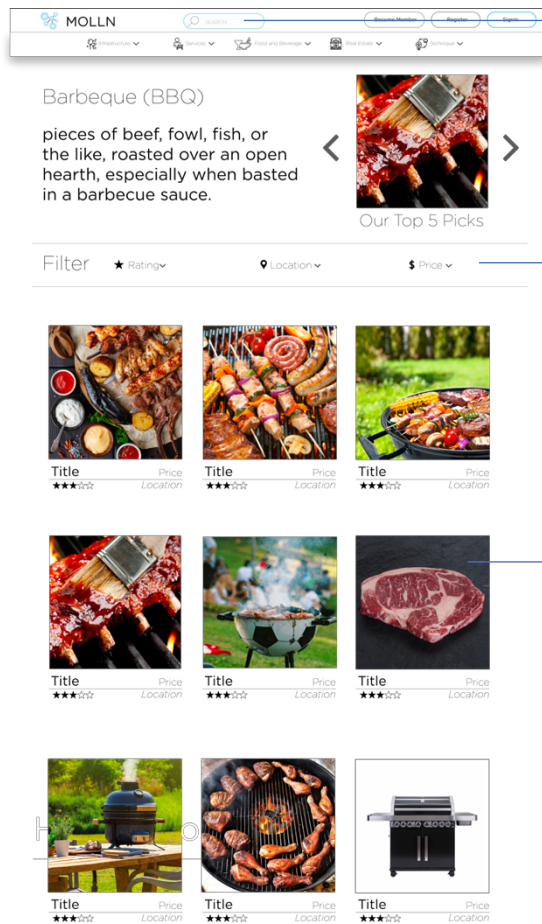 MOLLN
SEARCH
Become Member
Register
Signin
Infrastructure
Services
Food and Beverage
Real Estate
Technique
Barbeque (BBQ)
pieces of beef, fowl, fish, or
the like, roasted over an open
hearth, especially when basted
in a barbecue sauce.
Our Top 5 Picks
Filter
Rating
Location
$ Price
Title Price
Location
Title Price
Location
Title Price
Location
Title Price
Location
Title Price
Location
Title Price
Location
Title Price
Location
Title Price
Location
Title Price
Location